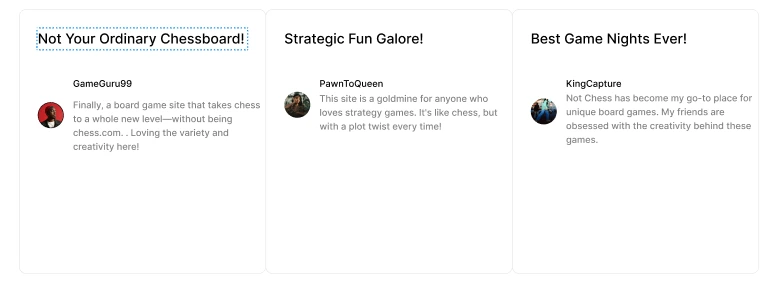 Not Your Ordinary Chessboard!
GameGuru99
Finally, a board game site that takes chess
to a whole new level—without being
chess.com. . Loving the variety and
creativity here!
Strategic Fun Galore!
PawnToQueen
This site is a goldmine for anyone who
loves strategy games. It's like chess, but
with a plot twist every time!
Best Game Nights Ever!
KingCapture
Not Chess has become my go-to place for
unique board games. My friends are
obsessed with the creativity behind these
games.